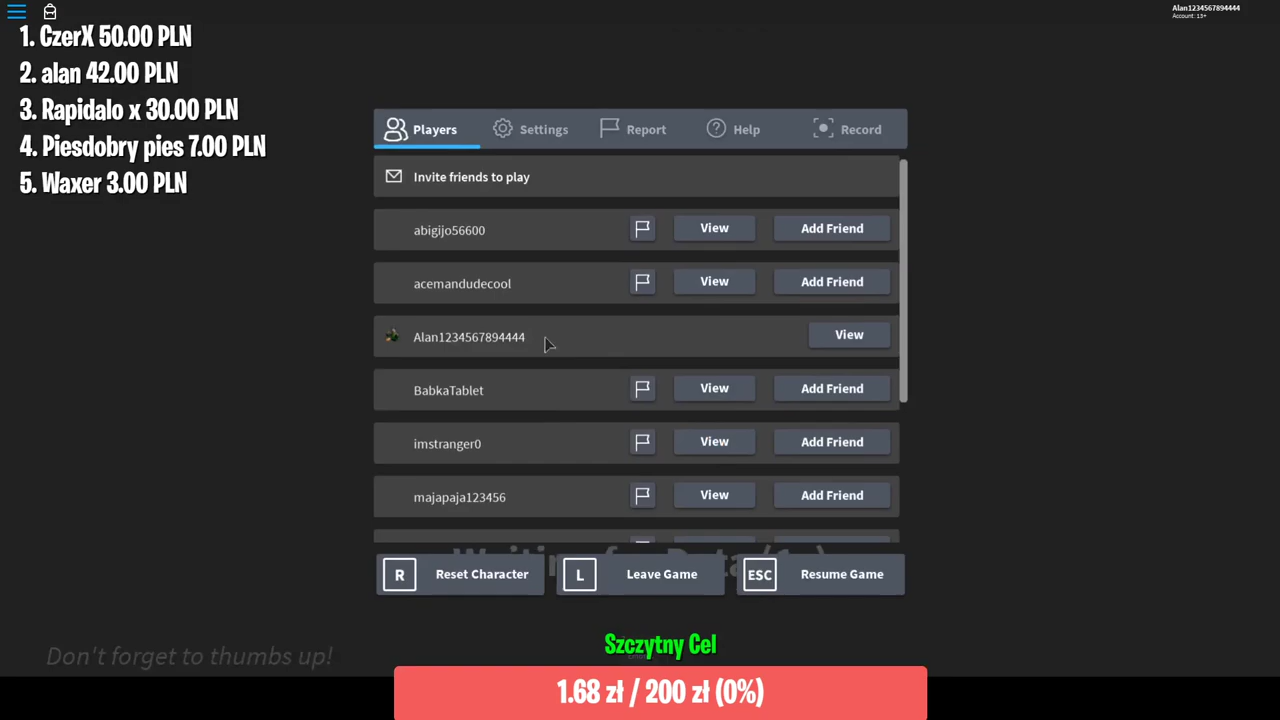 Alan1234567894444
Account: 13+
1. CzerX 50.00 PLN
2. alan 42.00 PLN
3. Rapidalo x 30.00 PLN
4. Piesdobry pies 7.00 PLN
5. Waxer 3.00 PLN
Players Settings Report Help Record
Invite friends to play
abigijo56600 View Add Friend
acemandudecool View Add Friend
Alan1234567894444 View
BabkaTablet View Add Friend
imstranger0 View Add Friend
majapaja123456 View Add Friend
R Reset Character L Leave Game ESC Resume Game
Szczytny Cel
Don't forget to thumbs up!
1.68 zł / 200 zł (0%)